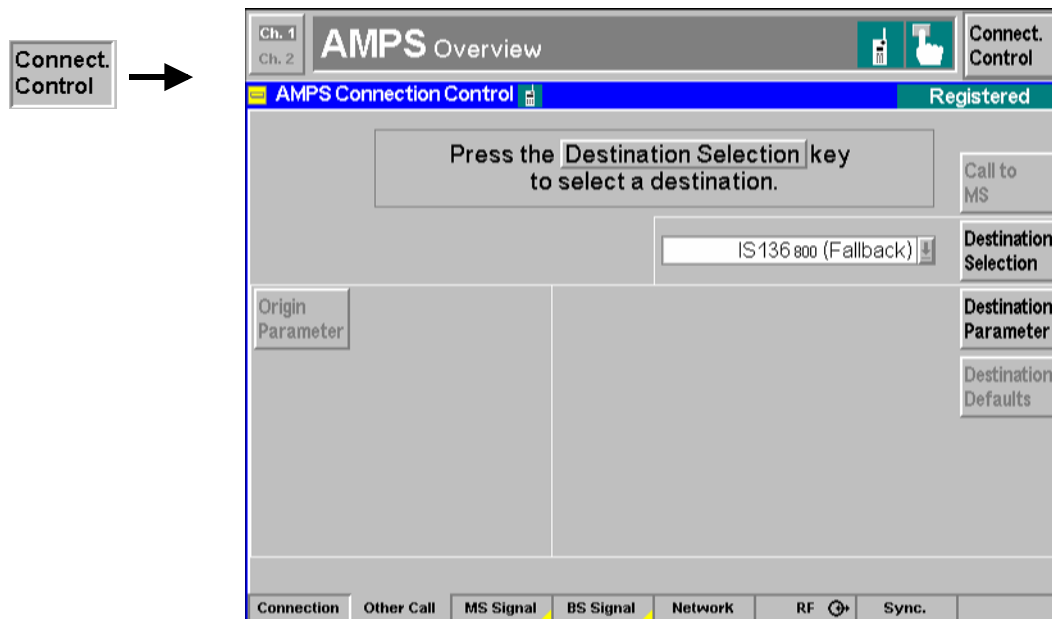 Connect.
Control
Ch. 1
Ch. 2
AMPS Overview
Connect.
Control
AMPS Connection Control
Registered
Press the Destination Selection key
to select a destination.
Call to
MS
IS136 800 (Fallback)
Destination
Selection
Origin
Parameter
Destination
Parameter
Destination
Defaults
Connection Other Call MS Signal BS Signal Network RF Sync.